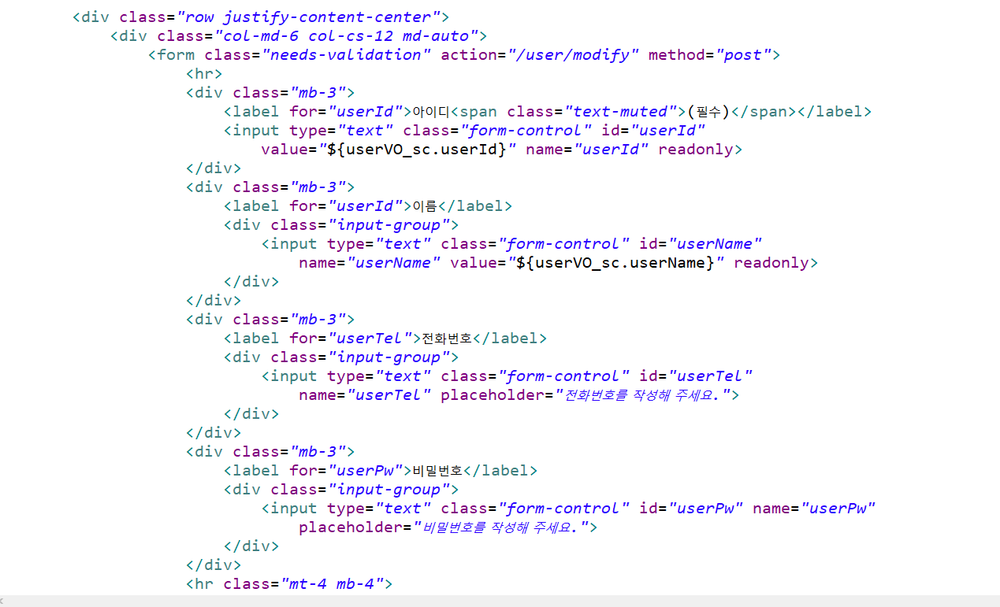 <div class="row justify-content-center">
<div class="col-md-6 col-cs-12 md-auto">
<form class="needs-validation" action="/user/modify" method="post">
<hr>
<div class="mb-3">
<label for="userId">아이디<span class="text-muted">(필수)</span></label>
<input type="text" class="form-control" id="userId"
value="${userVO_sc.userId}" name="userId" readonly>
</div>
<div class="mb-3">
<label for="userId">이름</label>
<div class="input-group">
<input type="text" class="form-control" id="userName"
name="userName" value="${userVO_sc.userName}" readonly>
</div>
</div>
<div class="mb-3">
<label for="userTel">전화번호</label>
<div class="input-group">
<input type="text" class="form-control" id="userTel"
name="userTel" placeholder="전화번호를 작성해 주세요.">
</div>
</div>
<div class="mb-3">
<label for="userPw">비밀번호</label>
<div class="input-group">
<input type="text" class="form-control" id="userPw" name="userPw"
placeholder="비밀번호를 작성해 주세요.">
</div>
</div>
<hr class="mt-4 mb-4">